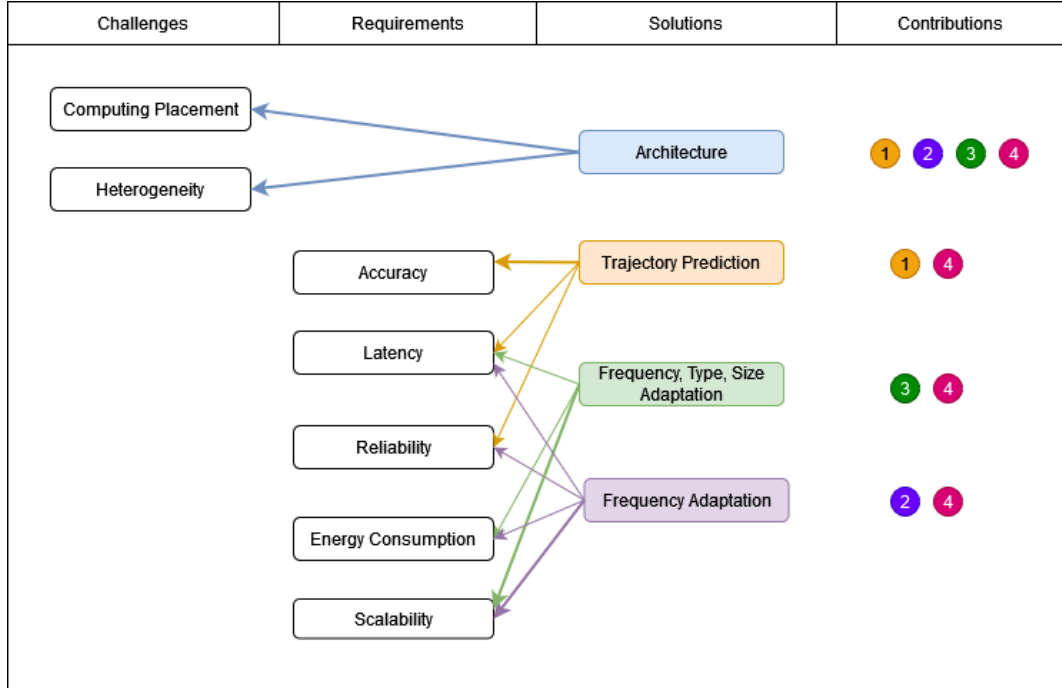 Challenges
Requirements
Solutions
Contributions
Computing Placement
Architecture
1 2 3 4
Heterogeneity
Accuracy
Trajectory Prediction
1 4
Latency
Frequency, Type, Size
Adaptation
3 4
Reliability
Frequency Adaptation
2 4
Energy Consumption
Scalability